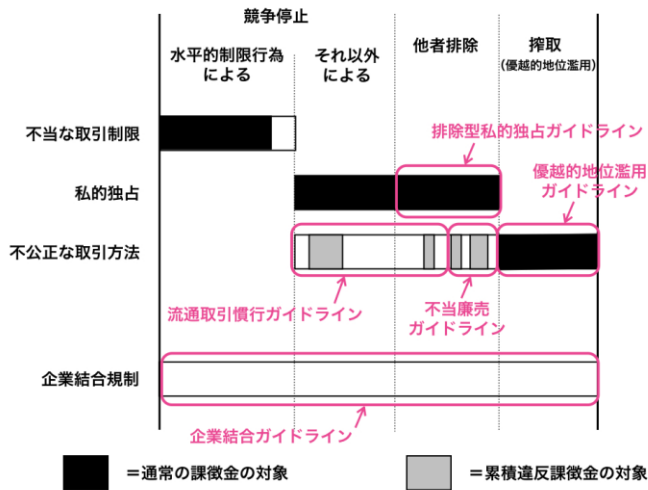 競争停止
水平的制限行為
による
それ以外
による
他者排除
搾取
(優越的地位濫用)
不当な取引制限
排除型私的独占ガイドライン
優越的地位濫用
ガイドライン
私的独占
不公正な取引方法
流通取引慣行ガイドライン
不当廉売
ガイドライン
企業結合規制
企業結合ガイドライン
=通常の課徴金の対象
=累積違反課徴金の対象